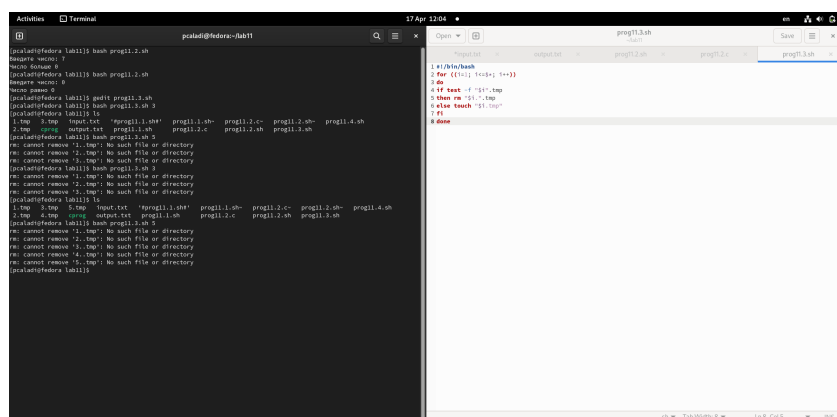 Activities Terminal 17 Apr 12:04 en
pcaladi@fedora:~/lab11
[pcaladi@fedora lab11]$ bash prog11.2.sh
Введите число: 7
Число больше 0
[pcaladi@fedora lab11]$ bash prog11.2.sh
Введите число: 0
Число равно 0
[pcaladi@fedora lab11]$ gedit prog11.3.sh
[pcaladi@fedora lab11]$ bash prog11.3.sh 3
[pcaladi@fedora lab11]$ ls
1.tmp 3.tmp input.txt '#prog11.1.sh#' prog11.1.sh~ prog11.2.c~ prog11.2.sh~ prog11.4.sh
2.tmp cprog output.txt prog11.1.sh prog11.2.c prog11.2.sh prog11.3.sh
[pcaladi@fedora lab11]$ bash prog11.3.sh 5
rm: cannot remove '1..tmp': No such file or directory
rm: cannot remove '2..tmp': No such file or directory
rm: cannot remove '3..tmp': No such file or directory
[pcaladi@fedora lab11]$ bash prog11.3.sh 3
rm: cannot remove '1..tmp': No such file or directory
rm: cannot remove '2..tmp': No such file or directory
rm: cannot remove '3..tmp': No such file or directory
[pcaladi@fedora lab11]$ ls
1.tmp 3.tmp 5.tmp input.txt '#prog11.1.sh#' prog11.1.sh~ prog11.2.c~ prog11.2.sh~ prog11.4.sh
2.tmp 4.tmp cprog output.txt prog11.1.sh prog11.2.c prog11.2.sh prog11.3.sh
[pcaladi@fedora lab11]$ bash prog11.3.sh 5
rm: cannot remove '1..tmp': No such file or directory
rm: cannot remove '2..tmp': No such file or directory
rm: cannot remove '3..tmp': No such file or directory
rm: cannot remove '4..tmp': No such file or directory
rm: cannot remove '5..tmp': No such file or directory
[pcaladi@fedora lab11]$
Open prog11.3.sh Save
~/lab11
*input.txt output.txt prog11.2.sh prog11.2.c prog11.3.sh
1 #!/bin/bash
2 for ((i=1; i<=$*; i++))
3 do
4 if test -f "$i".tmp
5 then rm "$i.".tmp
6 else touch "$i.tmp"
7 fi
8 done
sh Tab Width: 8 Ln 8, Col 5 INS